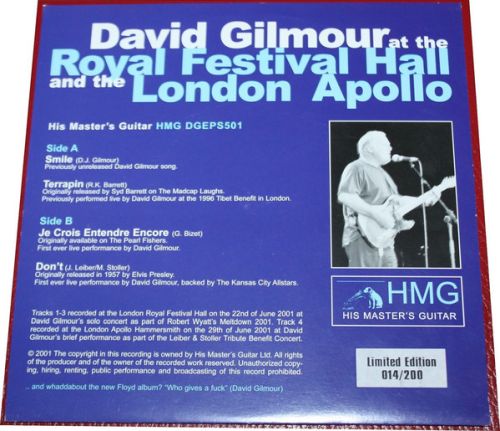 David Gilmour at the
Royal Festival Hall
and the London Apollo
His Master's Guitar HMG DGEPS501
Side A
Smile (D.J. Gilmour)
Previously unreleased David Gilmour song.
Terrapin (R.K. Barrett)
Originally released by Syd Barrett on The Madcap Laughs.
Previously performed live by David Gilmour at the 1996 Tibet Benefit in London.
Side B
Je Crois Entendre Encore (G. Bizet)
Originally available on The Pearl Fishers.
First ever live performance by David Gilmour.
Don't (J. Leiber/M. Stoller)
Originally released in 1957 by Elvis Presley.
First ever live performance by David Gilmour, backed by The Kansas City Allstars.
HMG
HIS MASTER'S GUITAR
Tracks 1-3 recorded at the London Royal Festival Hall on the 22nd of June 2001 at
David Gilmour's solo concert as part of Robert Wyatt's Meltdown 2001. Track 4
recorded at the London Apollo Hammersmith on the 29th of June 2001 at David
Gilmour's brief performance as part of the Leiber & Stoller Tribute Benefit Concert.
© 2001 The copyright in this recording is owned by His Master's Guitar Ltd. All rights
of the producer and of the owner of the recorded work reserved. Unauthorized copy-
ing, hiring, renting, public performance and broadcasting of this record prohibited.
Limited Edition
014/200
.. and whaddabout the new Floyd album? "Who gives a fuck" (David Gilmour)